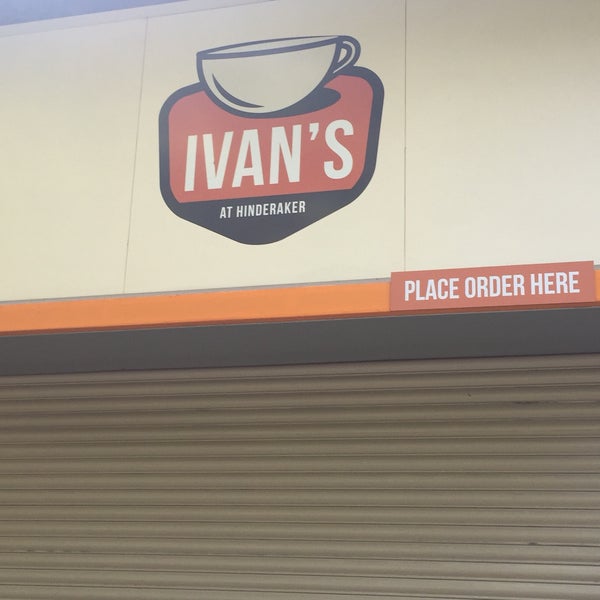 IVAN'S
AT HINDERAKER
PLACE ORDER HERE